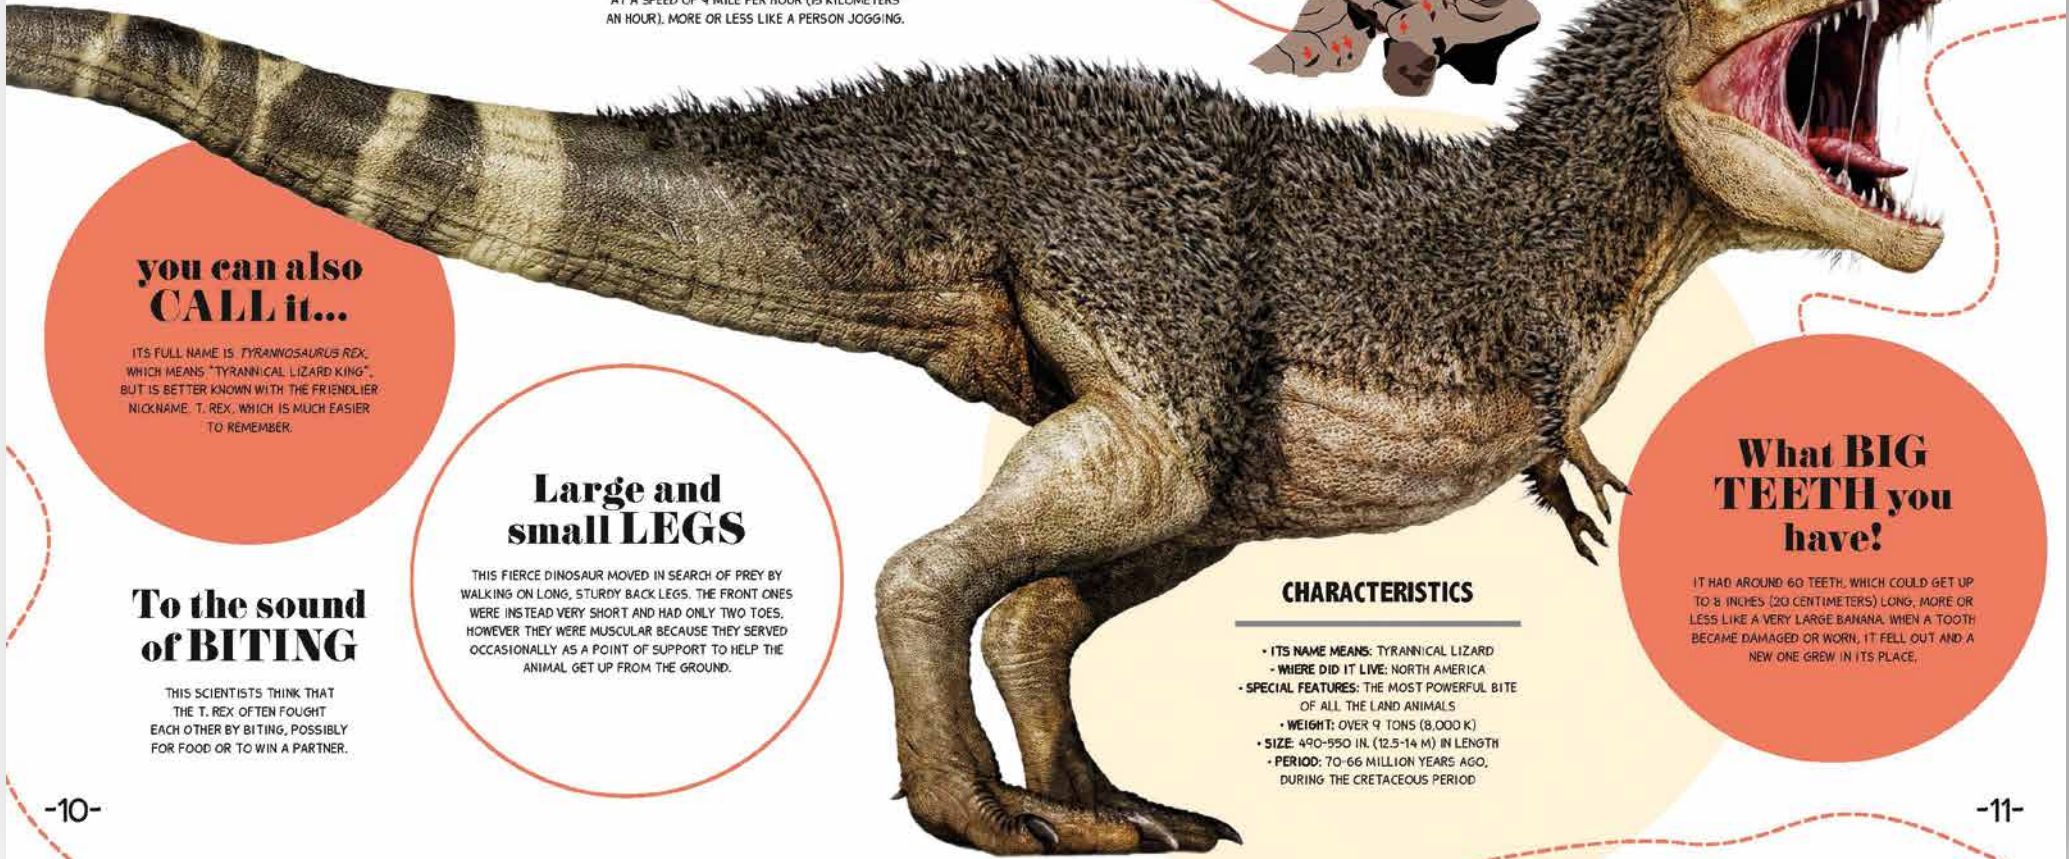 AT A SPEED OF 9 MILE PER HOUR (15 KILOMETERS
AN HOUR), MORE OR LESS LIKE A PERSON JOGGING.
you can also
CALL it...
ITS FULL NAME IS TYRANNOSAURUS REX,
WHICH MEANS "TYRANNICAL LIZARD KING",
BUT IS BETTER KNOWN WITH THE FRIENDLIER
NICKNAME, T. REX, WHICH IS MUCH EASIER
TO REMEMBER.
To the sound
of BITING
THIS SCIENTISTS THINK THAT
THE T. REX OFTEN FOUGHT
EACH OTHER BY BITING, POSSIBLY
FOR FOOD OR TO WIN A PARTNER.
Large and
small LEGS
THIS FIERCE DINOSAUR MOVED IN SEARCH OF PREY BY
WALKING ON LONG, STURDY BACK LEGS. THE FRONT ONES
WERE INSTEAD VERY SHORT AND HAD ONLY TWO TOES,
HOWEVER THEY WERE MUSCULAR BECAUSE THEY SERVED
OCCASIONALLY AS A POINT OF SUPPORT TO HELP THE
ANIMAL GET UP FROM THE GROUND.
CHARACTERISTICS
• ITS NAME MEANS: TYRANNICAL LIZARD
• WHERE DID IT LIVE: NORTH AMERICA
• SPECIAL FEATURES: THE MOST POWERFUL BITE
OF ALL THE LAND ANIMALS
• WEIGHT: OVER 9 TONS (8,000 K)
• SIZE: 490-550 IN. (12.5-14 M) IN LENGTH
• PERIOD: 70-66 MILLION YEARS AGO,
DURING THE CRETACEOUS PERIOD
What BIG
TEETH you
have!
IT HAD AROUND 60 TEETH, WHICH COULD GET UP
TO 8 INCHES (20 CENTIMETERS) LONG, MORE OR
LESS LIKE A VERY LARGE BANANA. WHEN A TOOTH
BECAME DAMAGED OR WORN, IT FELL OUT AND A
NEW ONE GREW IN ITS PLACE.
-10-
-11-